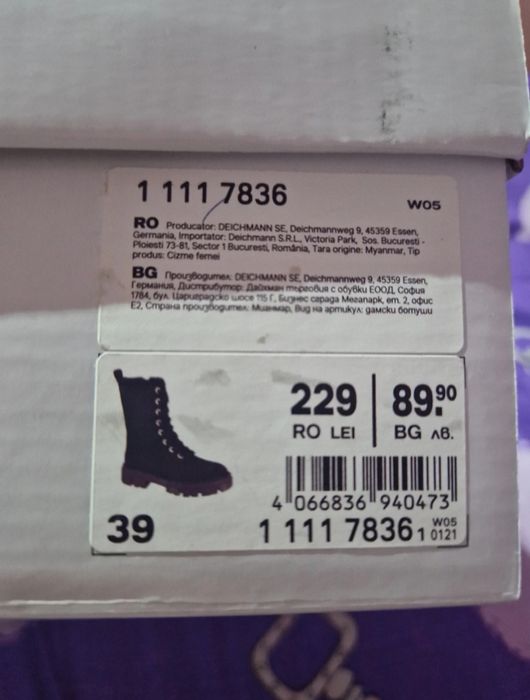 1 111 7836
W05
RO Producator: DEICHMANN SE, Deichmannweg 9, 45359 Essen,
Germania, Importator: Deichmann S.R.L., Victoria Park, Sos. Bucuresti -
Ploiesti 73-81, Sector 1 Bucuresti, România, Tara origine: Myanmar, Tip
produs: Cizme femei
BG Производител: DEICHMANN SE, Deichmannweg 9, 45359 Essen,
Германия, Дистрибутор: Дайхман търговия с обувки ЕООД, София
1784, бул. Цариградско шосе 115 Г, Бизнес сграда Мегапарк, ет. 2, офис
E2, Страна производител: Мианмар, Вид на артикул: дамски ботуши
229 89.90
RO LEI BG лв.
4 066836 940473
39
1 111 7836 1 W05 0121